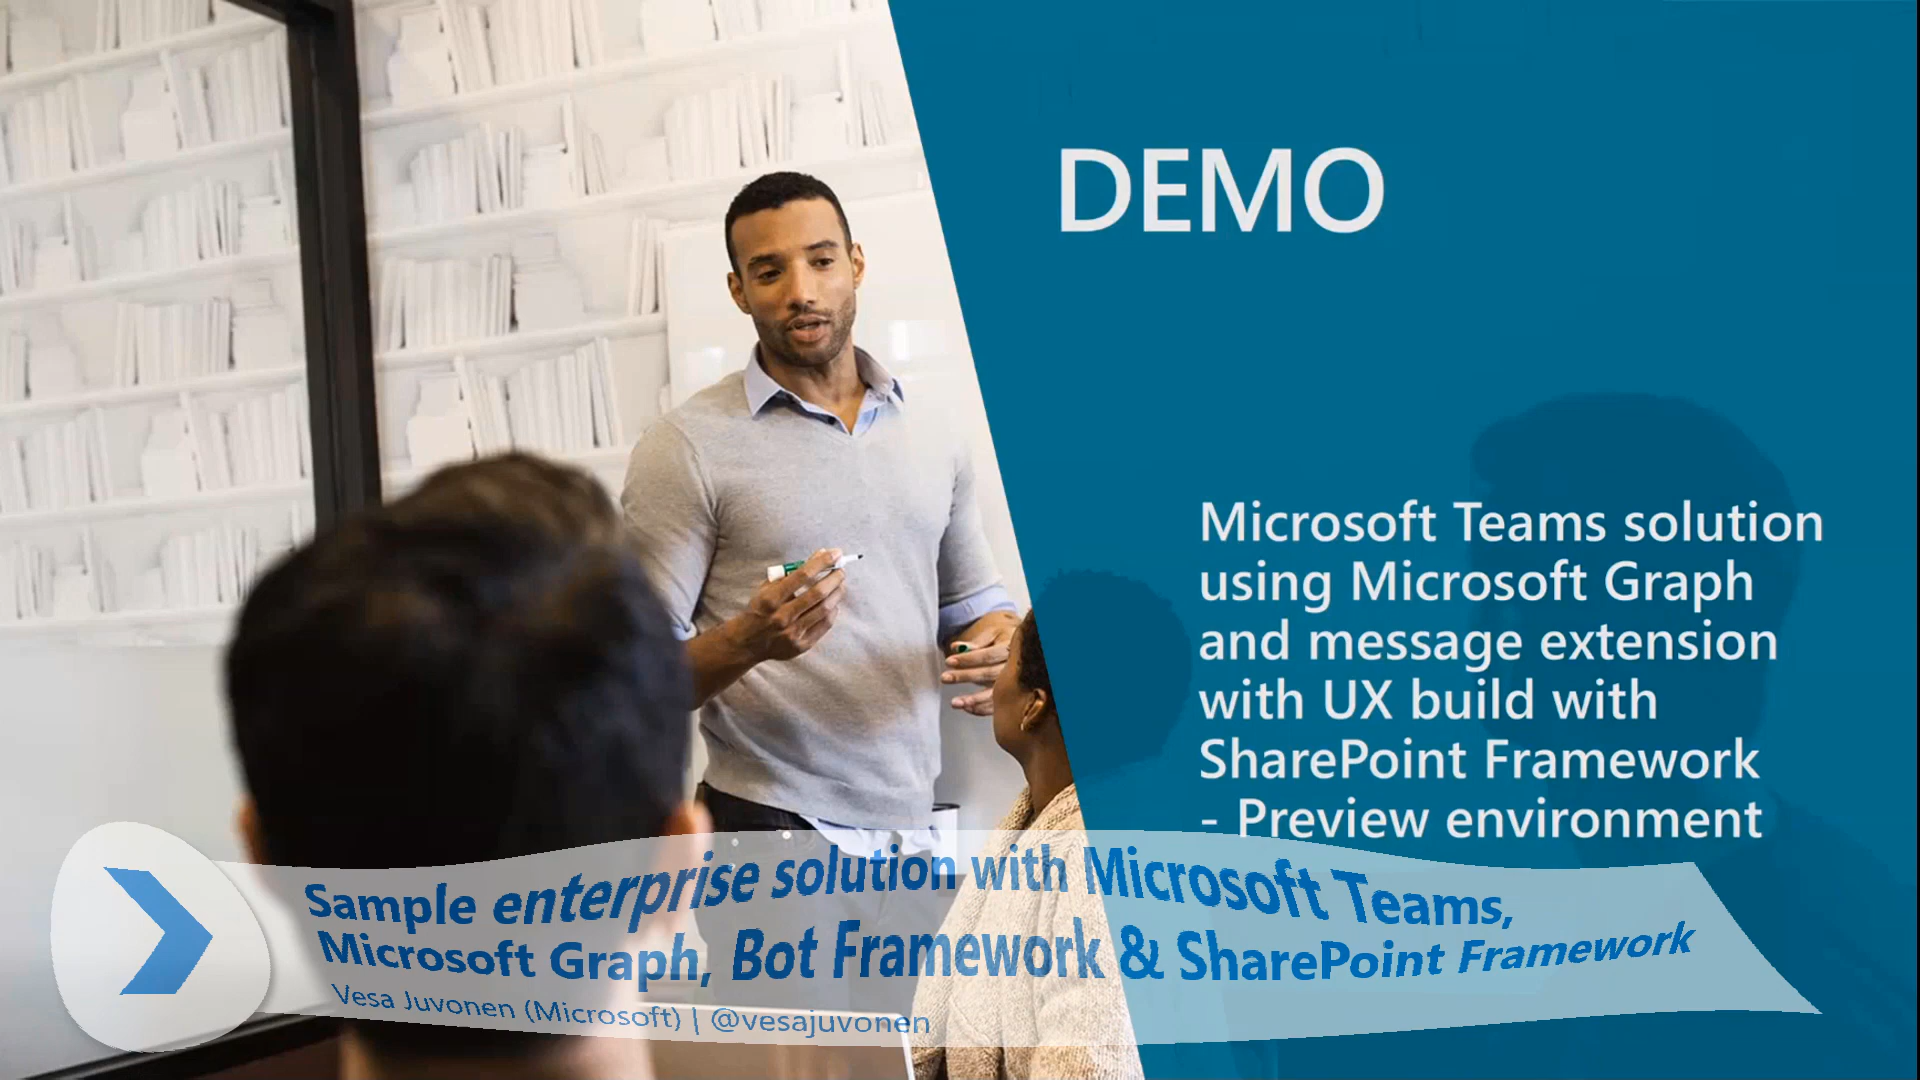 DEMO
Microsoft Teams solution
using Microsoft Graph
and message extension
with UX build with
SharePoint Framework
- Preview environment
Sample enterprise solution with Microsoft Teams,
Microsoft Graph, Bot Framework & SharePoint Framework
Vesa Juvonen (Microsoft) | @vesajuvonen